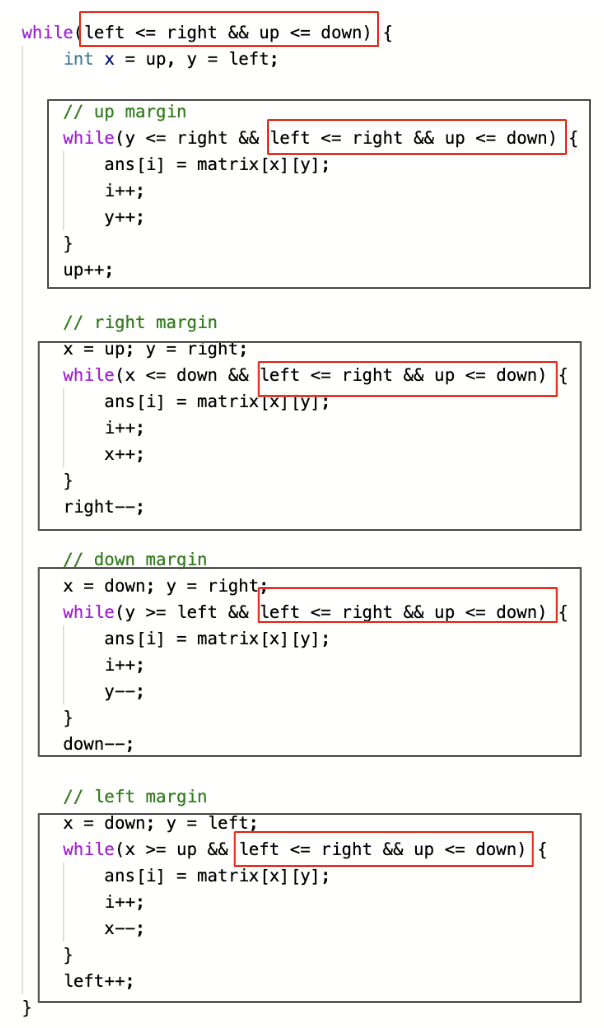 while(left <= right && up <= down) {
    int x = up, y = left;
    // up margin
    while(y <= right && left <= right && up <= down) {
        ans[i] = matrix[x][y];
        i++;
        y++;
    }
    up++;
    // right margin
    x = up; y = right;
    while(x <= down && left <= right && up <= down) {
        ans[i] = matrix[x][y];
        i++;
        x++;
    }
    right--;
    // down margin
    x = down; y = right;
    while(y >= left && left <= right && up <= down) {
        ans[i] = matrix[x][y];
        i++;
        y--;
    }
    down--;
    // left margin
    x = down; y = left;
    while(x >= up && left <= right && up <= down) {
        ans[i] = matrix[x][y];
        i++;
        x--;
    }
    left++;
}